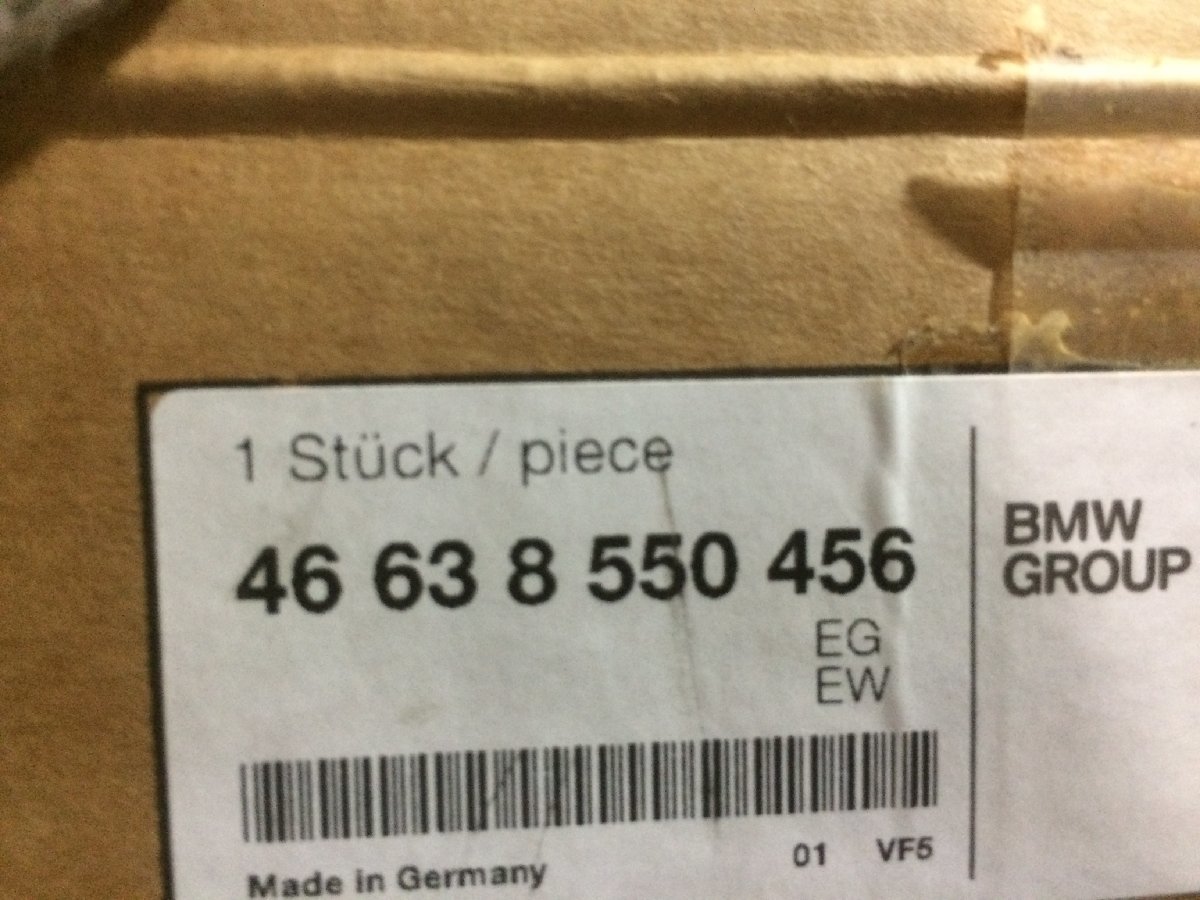 1 Stück / piece
46 63 8 550 456
EG
EW
BMW
GROUP
01 VF5
Made in Germany